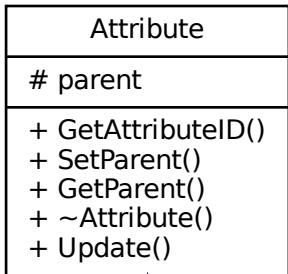 Attribute
# parent
+ GetAttributeID()
+ SetParent()
+ GetParent()
+ ~Attribute()
+ Update()